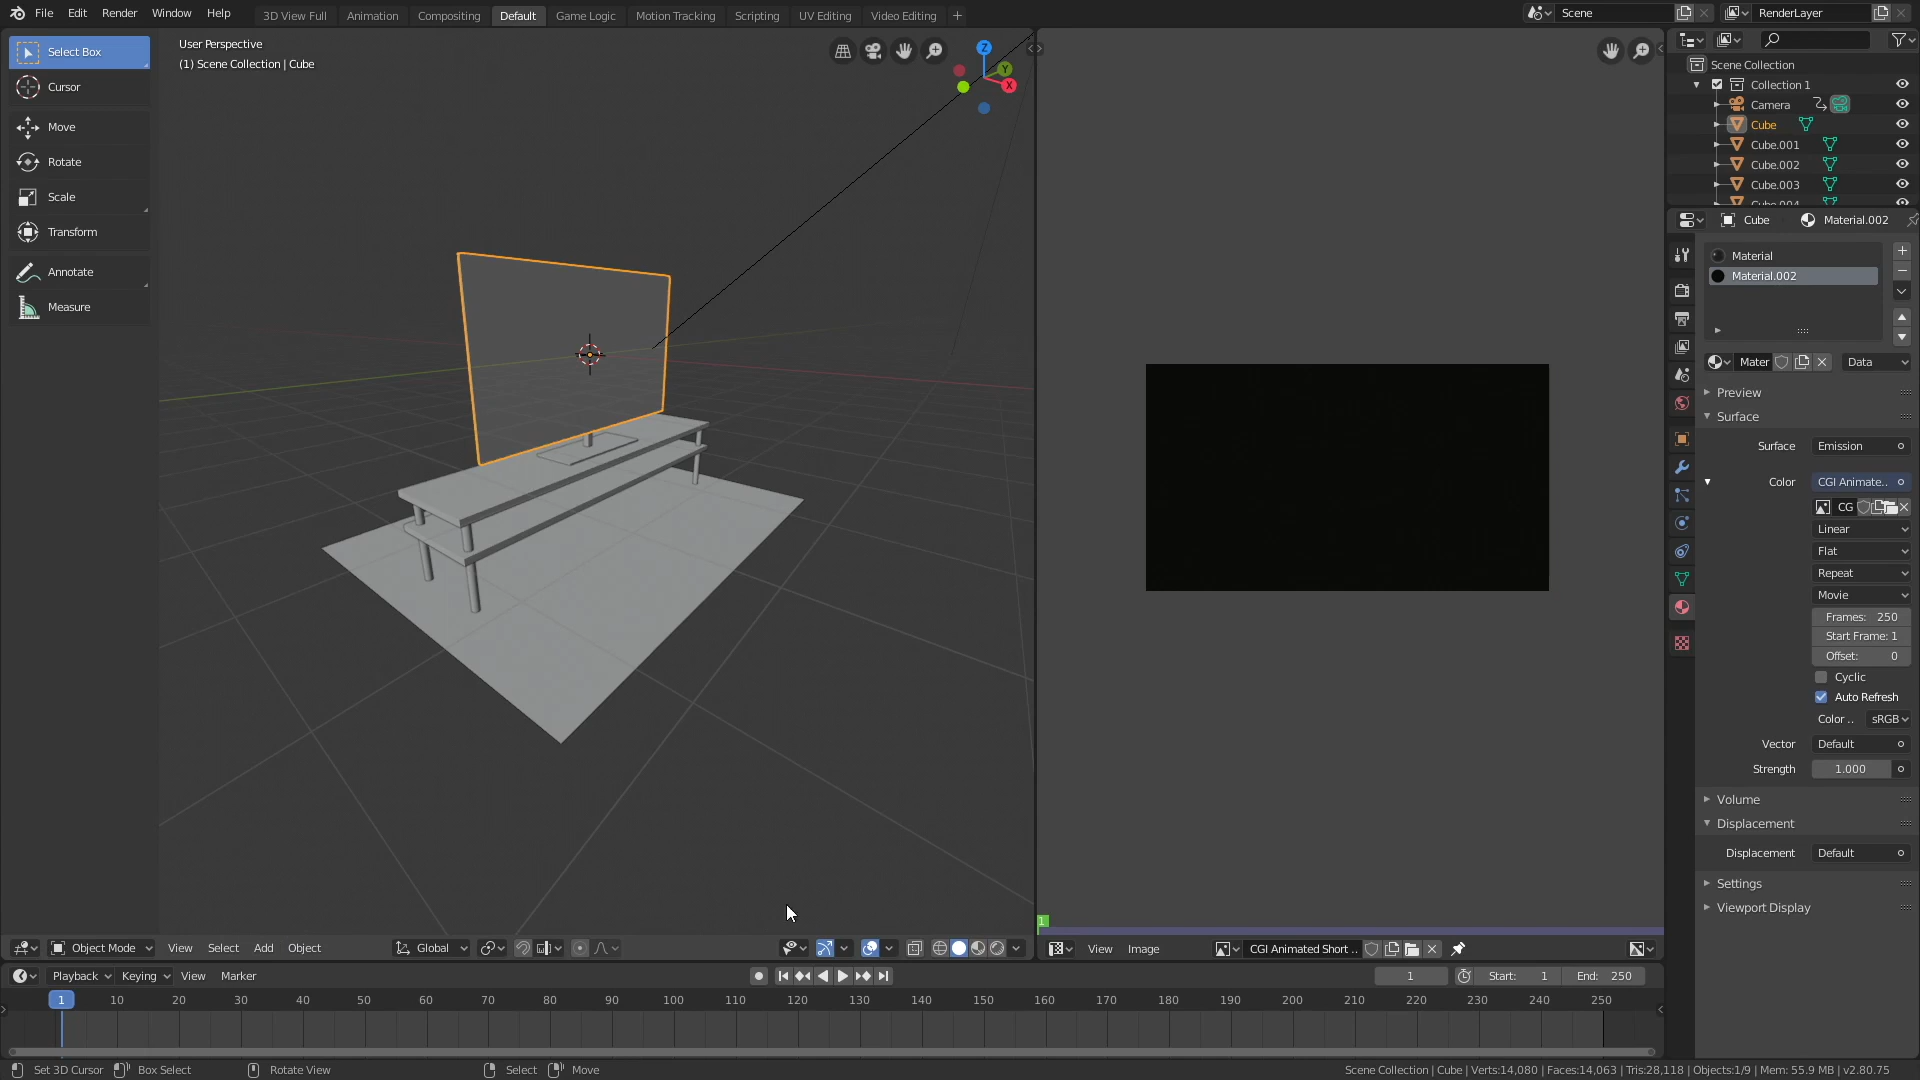 File Edit Render Window Help 3D View Full Animation Compositing Default Game Logic Motion Tracking Scripting UV Editing Video Editing + Scene RenderLayer
Select Box
Cursor
Move
Rotate
Scale
Transform
Annotate
Measure
User Perspective
(1) Scene Collection | Cube
Z
Y
X
Scene Collection
Collection 1
Camera
Cube
Cube.001
Cube.002
Cube.003
Cube.004
Cube Material.002
Material
Material.002
Mater Data
Preview
Surface
Surface Emission
Color CGI Animate..
CG
Linear
Flat
Repeat
Movie
Frames: 250
Start Frame: 1
Offset: 0
Cyclic
Auto Refresh
Color .. sRGB
Vector Default
Strength 1.000
Volume
Displacement
Displacement Default
Settings
Viewport Display
1
Object Mode View Select Add Object Global
View Image CGI Animated Short ..
Playback Keying View Marker 1 Start: 1 End: 250
1 10 20 30 40 50 60 70 80 90 100 110 120 130 140 150 160 170 180 190 200 210 220 230 240 250
Set 3D Cursor Box Select Rotate View Select Move Scene Collection | Cube | Verts:14,080 | Faces:14,063 | Tris:28,118 | Objects:1/9 | Mem: 55.9 MB | v2.80.75